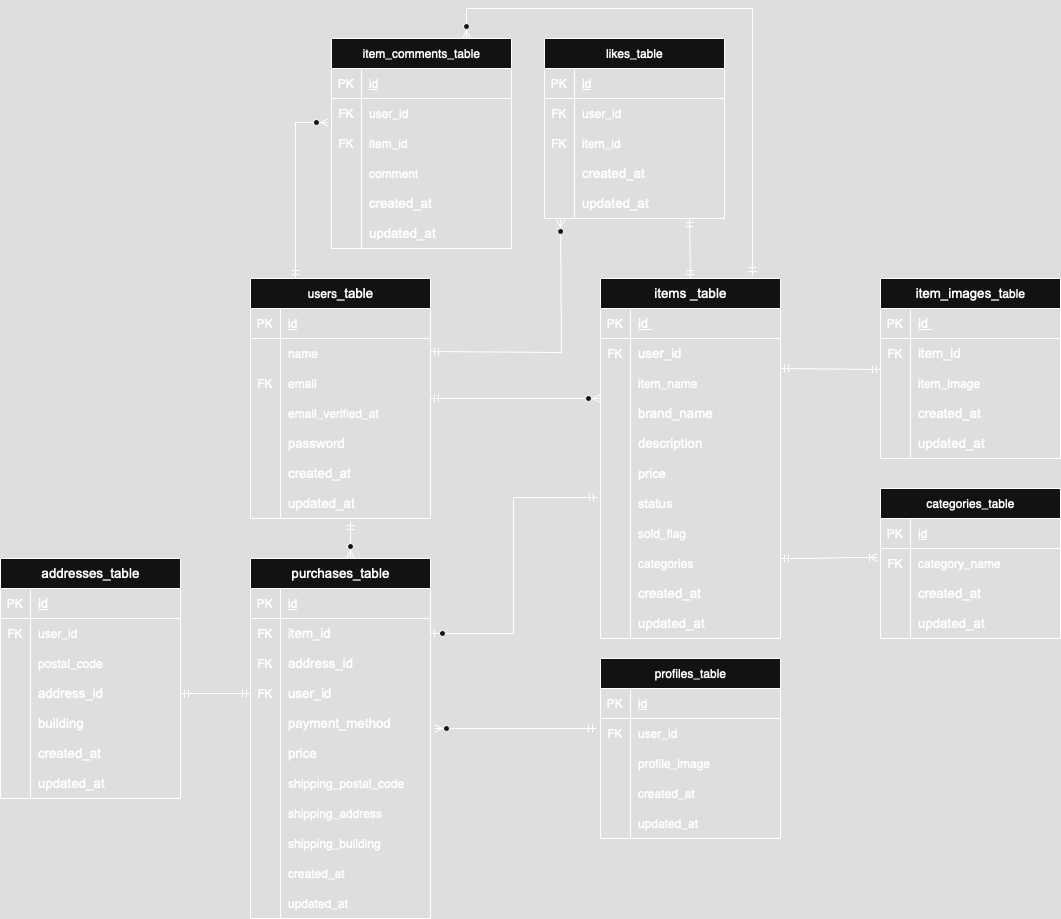 item_comments_table
PK id
FK user_id
FK item_id
comment
created_at
updated_at
likes_table
PK id
FK user_id
FK item_id
created_at
updated_at
users_table
PK id
name
FK email
email_verified_at
password
created_at
updated_at
items _table
PK id
FK user_id
item_name
brand_name
description
price
status
sold_flag
categories
created_at
updated_at
item_images_table
PK id
FK item_id
item_image
created_at
updated_at
categories_table
PK id
FK category_name
created_at
updated_at
addresses_table
PK id
FK user_id
postal_code
address_id
building
created_at
updated_at
purchases_table
PK id
FK item_id
FK address_id
FK user_id
payment_method
price
shipping_postal_code
shipping_address
shipping_building
created_at
updated_at
profiles_table
PK id
FK user_id
profile_image
created_at
updated_at